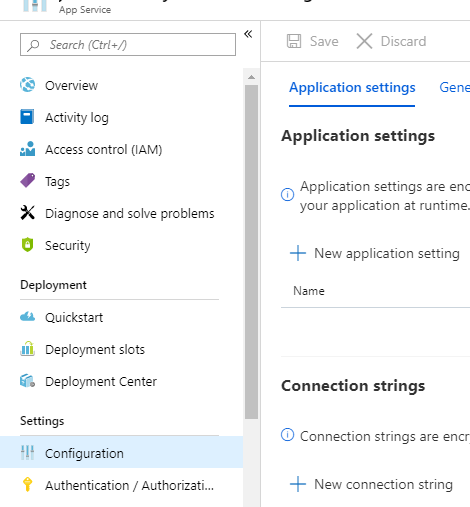 App Service
Search (Ctrl+/)
«
Overview
Activity log
Access control (IAM)
Tags
Diagnose and solve problems
Security
Deployment
Quickstart
Deployment slots
Deployment Center
Settings
Configuration
Authentication / Authorizati...
Save
Discard
Application settings
Gene
Application settings
Application settings are enc
your application at runtime.
New application setting
Name
Connection strings
Connection strings are encr
New connection string